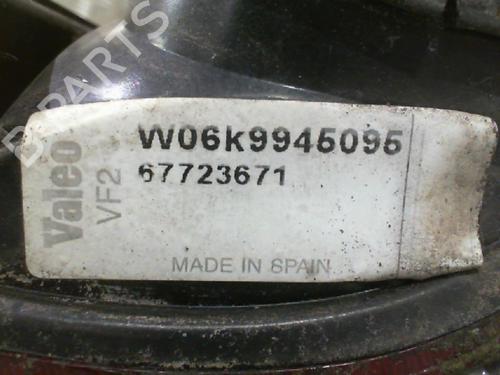 B-PARTS
Valeo
VF2
W06K9945095
67723671
MADE IN SPAIN